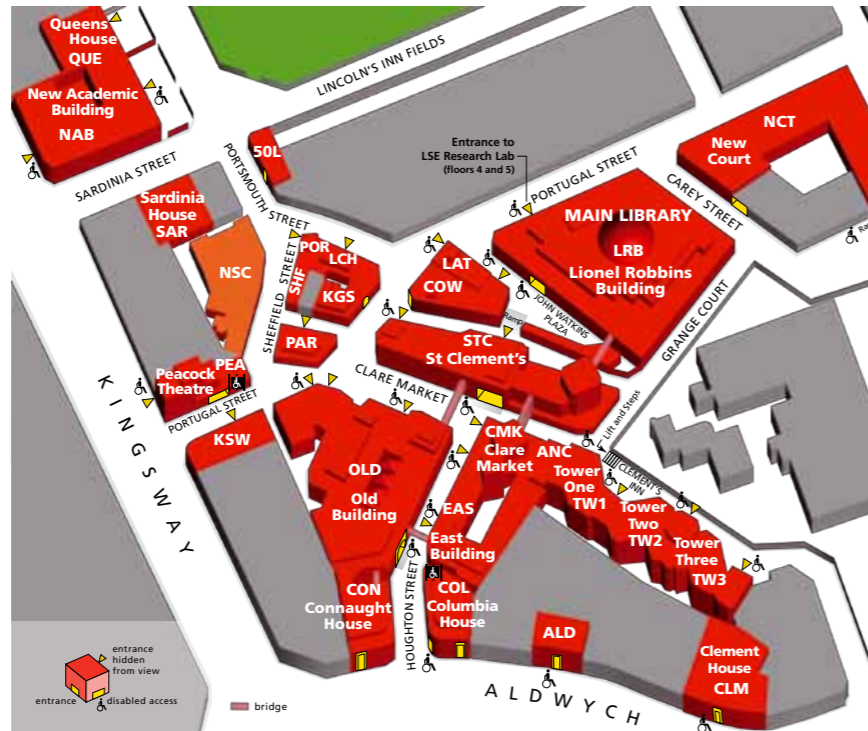 Queens
House
QUE
New Academic
Building
NAB
LINCOLN'S INN FIELDS
SARDINIA STREET
50L
PORTSMOUTH STREET
Entrance to
LSE Research Lab
(floors 4 and 5)
PORTUGAL STREET
NCT
New
Court
CAREY STREET
Sardinia
House
SAR
NSC
SHEFFIELD STREET
POR
LCH
SHF
KGS
PAR
LAT
COW
MAIN LIBRARY
LRB
Lionel Robbins
Building
Ramp
JOHN WATKINS
PLAZA
GRANGE COURT
STC
St Clement's
PEA
Peacock
Theatre
PORTUGAL STREET
KINGSWAY
KSW
CLARE MARKET
OLD
Old
Building
CMK
Clare
Market
ANC
Lift and Steps
CLEMENT'S
INN
Tower
One
TW1
Tower
Two
TW2
Tower
Three
TW3
EAS
East
Building
CON
Connaught
House
HOUGHTON STREET
COL
Columbia
House
ALD
Clement
House
CLM
ALDWYCH
entrance
hidden
from view
entrance
disabled access
bridge